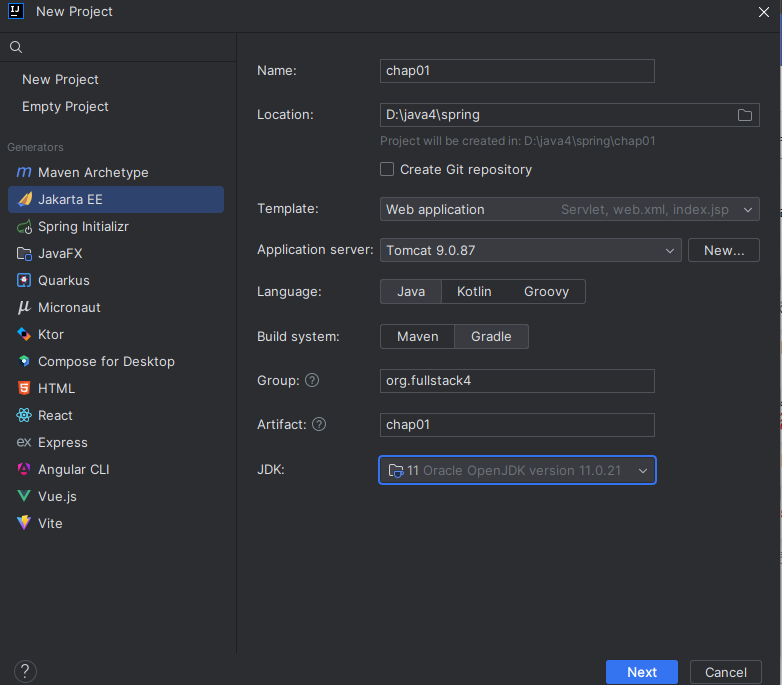 New Project
New Project
Empty Project
Generators
Maven Archetype
Jakarta EE
Spring Initializr
JavaFX
Quarkus
Micronaut
Ktor
Compose for Desktop
HTML
React
ex Express
Angular CLI
Vue.js
Vite
Name: chap01
Location: D:\java4\spring
Project will be created in: D:\java4\spring\chap01
Create Git repository
Template: Web application Servlet, web.xml, index.jsp
Application server: Tomcat 9.0.87 New...
Language: Java Kotlin Groovy
Build system: Maven Gradle
Group: ? org.fullstack4
Artifact: ? chap01
JDK: 11 Oracle OpenJDK version 11.0.21
? Next Cancel